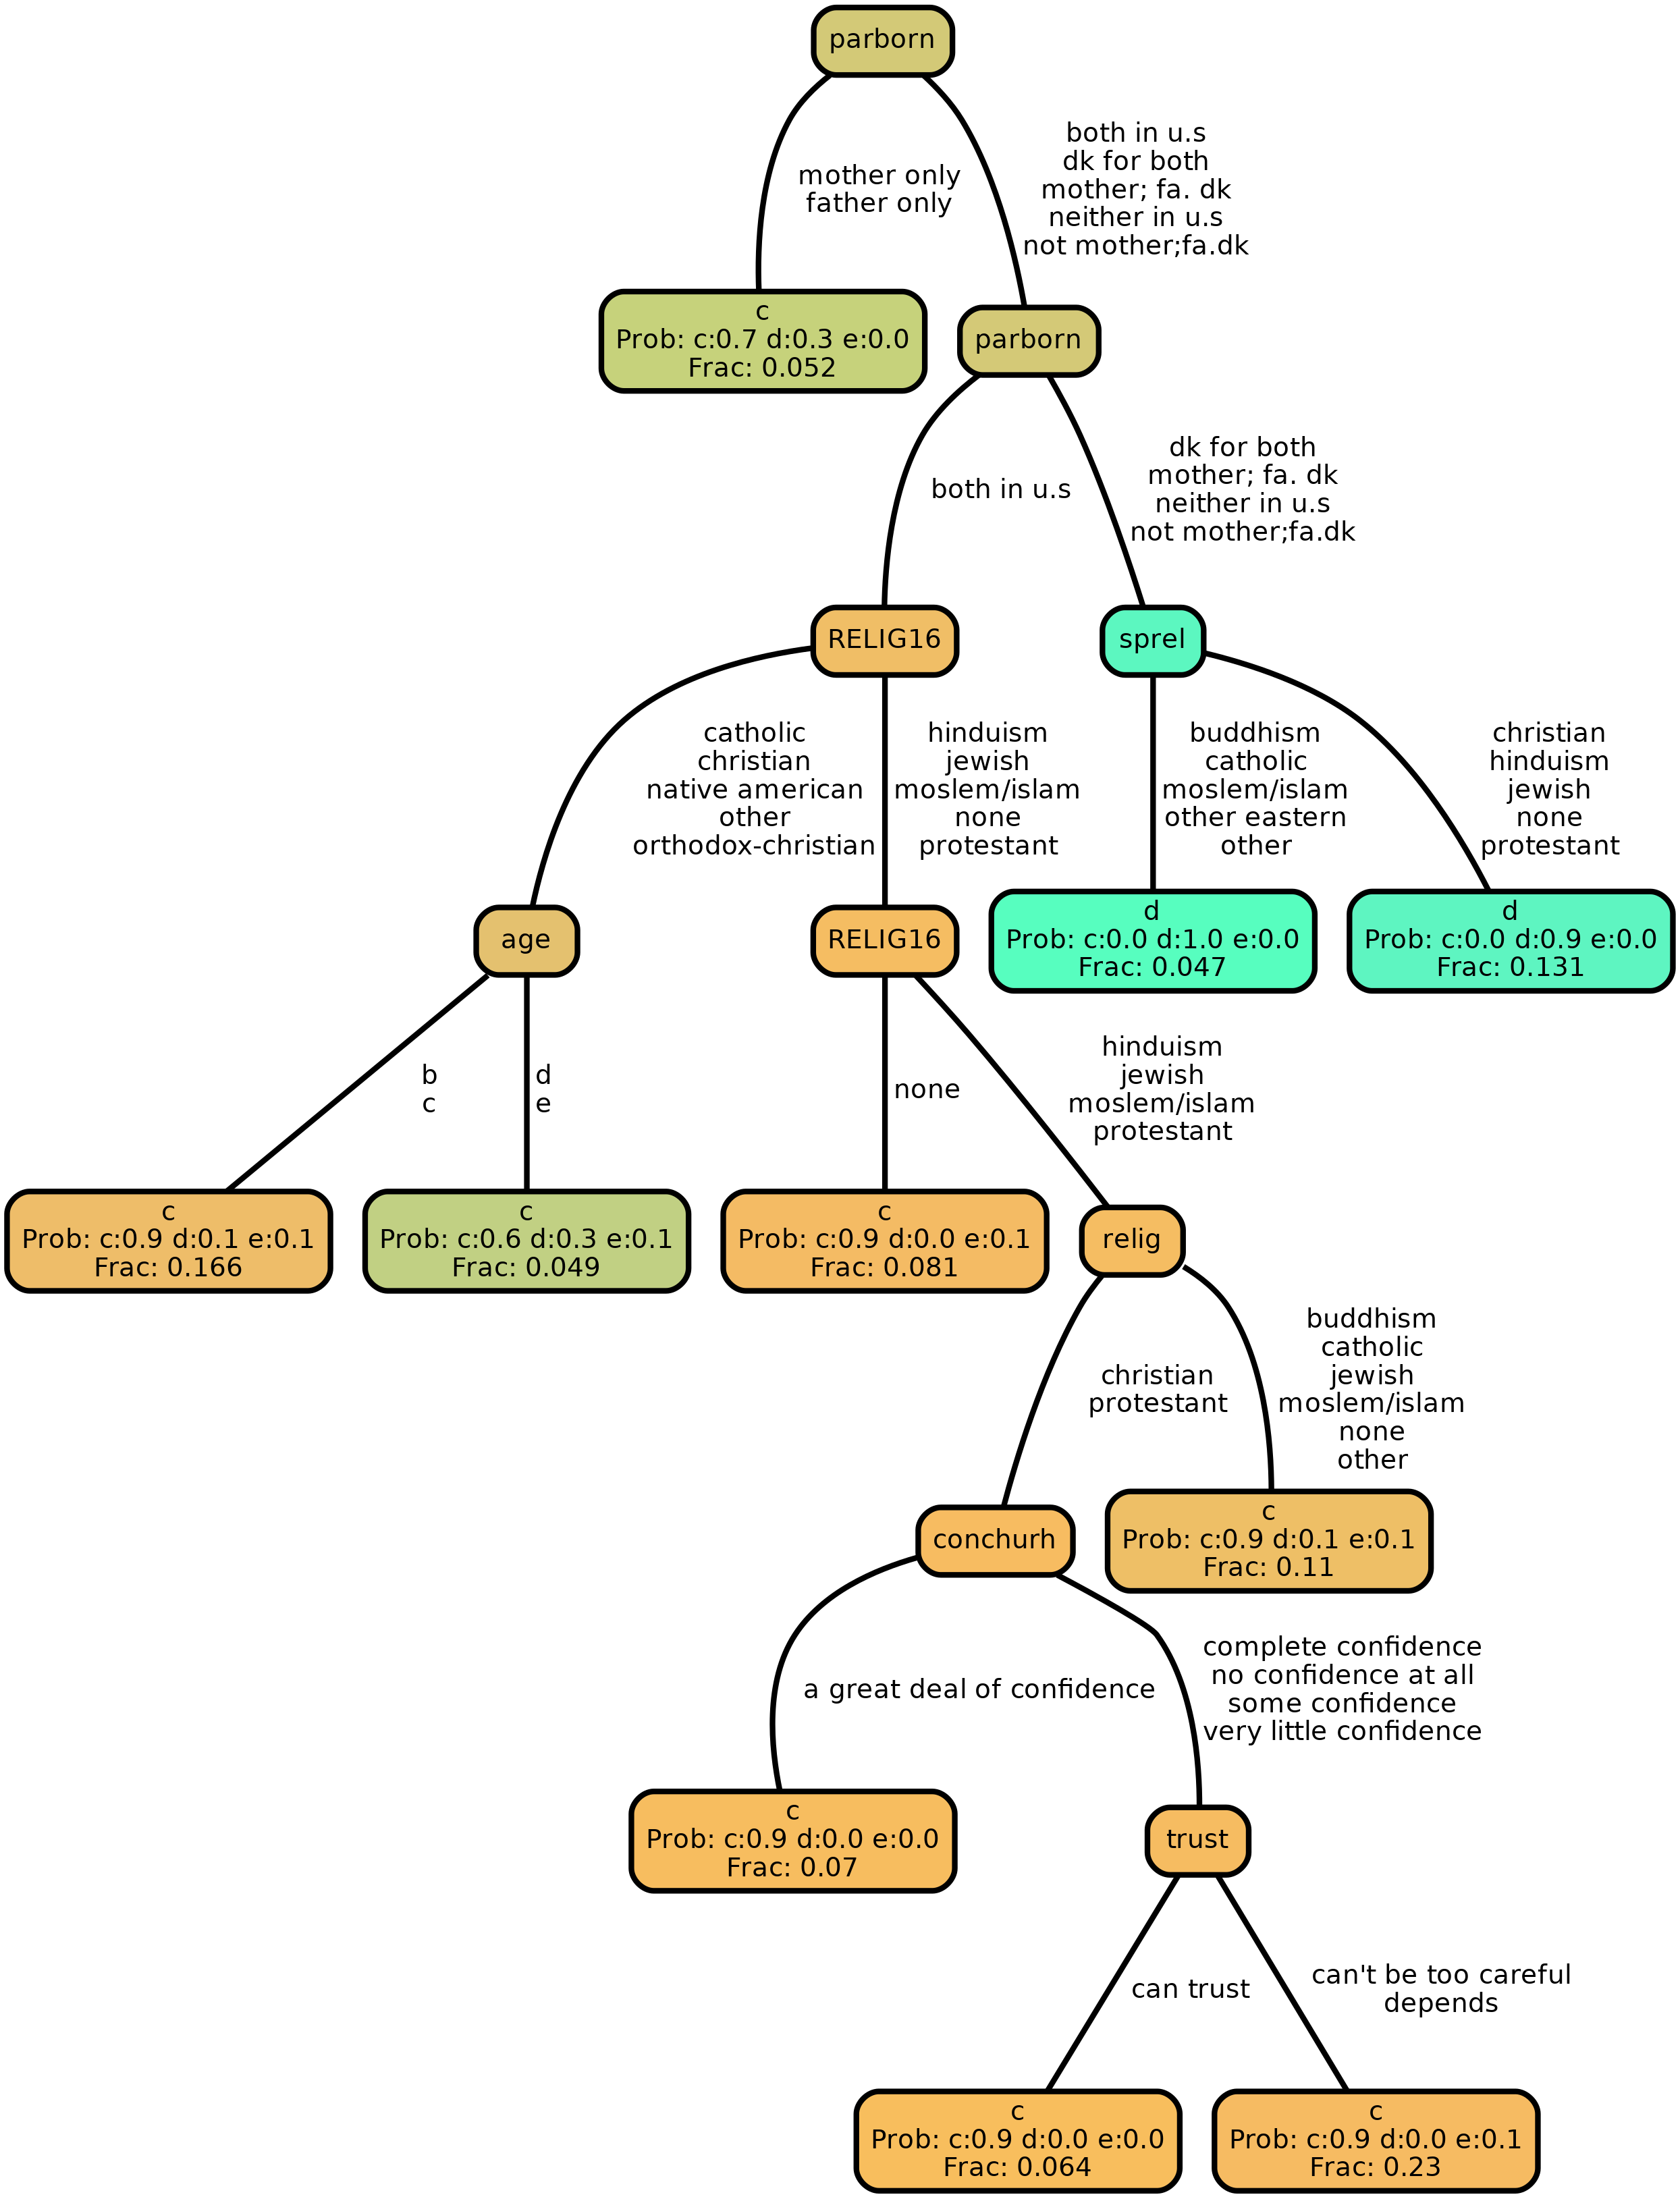 parborn
mother only
father only
both in u.s
dk for both
mother; fa. dk
neither in u.s
not mother;fa.dk
c
Prob: c:0.7 d:0.3 e:0.0
Frac: 0.052
parborn
both in u.s
dk for both
mother; fa. dk
neither in u.s
not mother;fa.dk
RELIG16
sprel
catholic
christian
native american
other
orthodox-christian
hinduism
jewish
moslem/islam
none
protestant
buddhism
catholic
moslem/islam
other eastern
other
christian
hinduism
jewish
none
protestant
age
RELIG16
d
Prob: c:0.0 d:1.0 e:0.0
Frac: 0.047
d
Prob: c:0.0 d:0.9 e:0.0
Frac: 0.131
b
c
d
e
none
hinduism
jewish
moslem/islam
protestant
c
Prob: c:0.9 d:0.1 e:0.1
Frac: 0.166
c
Prob: c:0.6 d:0.3 e:0.1
Frac: 0.049
c
Prob: c:0.9 d:0.0 e:0.1
Frac: 0.081
relig
christian
protestant
buddhism
catholic
jewish
moslem/islam
none
other
conchurh
c
Prob: c:0.9 d:0.1 e:0.1
Frac: 0.11
a great deal of confidence
complete confidence
no confidence at all
some confidence
very little confidence
c
Prob: c:0.9 d:0.0 e:0.0
Frac: 0.07
trust
can trust
can't be too careful
depends
c
Prob: c:0.9 d:0.0 e:0.0
Frac: 0.064
c
Prob: c:0.9 d:0.0 e:0.1
Frac: 0.23